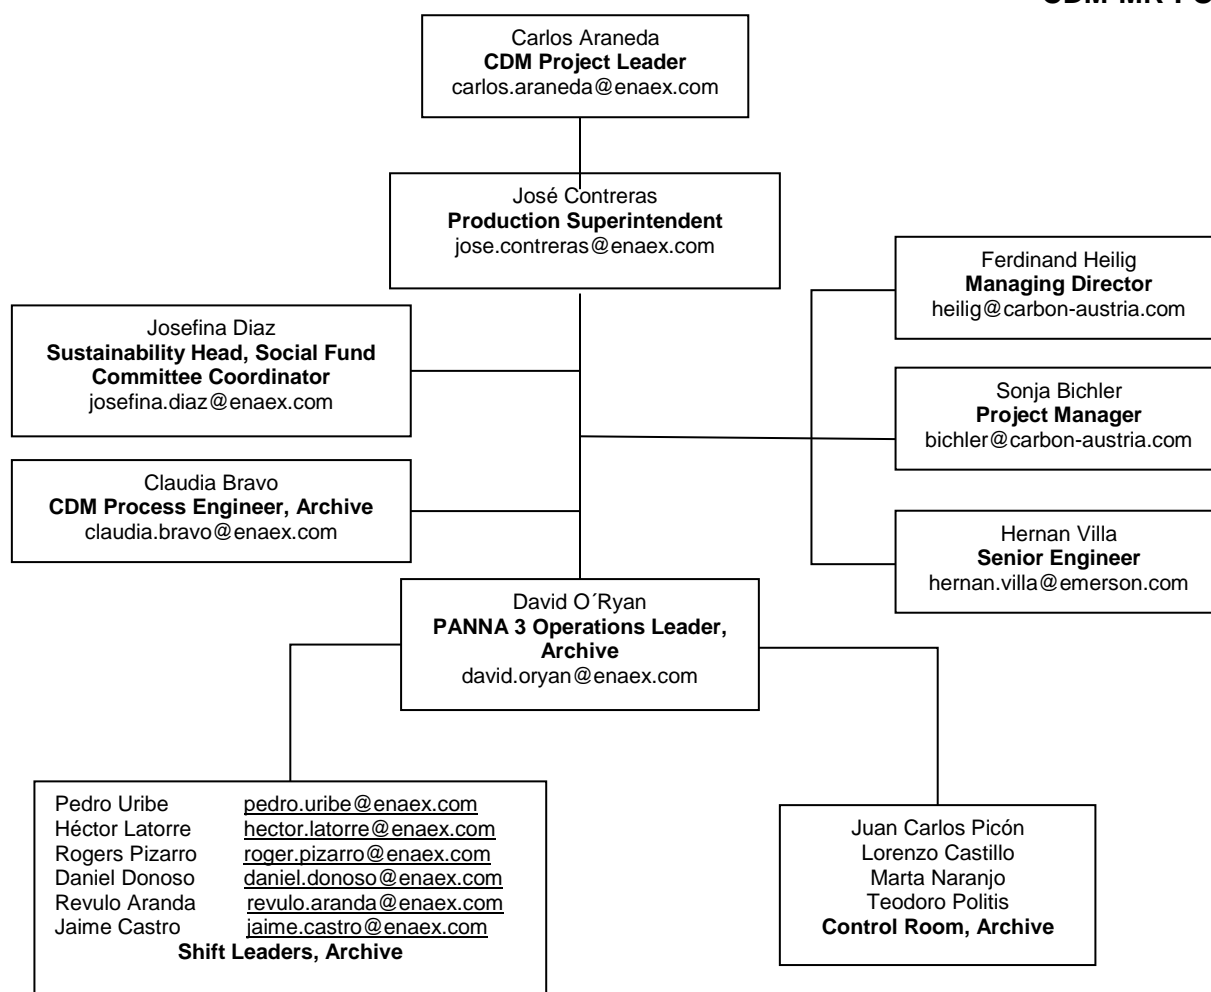 Carlos Araneda
CDM Project Leader
carlos.araneda@enaex.com
José Contreras
Production Superintendent
jose.contreras@enaex.com
Ferdinand Heilig
Managing Director
heilig@carbon-austria.com
Josefina Diaz
Sustainability Head, Social Fund
Committee Coordinator
josefina.diaz@enaex.com
Sonja Bichler
Project Manager
bichler@carbon-austria.com
Claudia Bravo
CDM Process Engineer, Archive
claudia.bravo@enaex.com
Hernan Villa
Senior Engineer
hernan.villa@emerson.com
David O´Ryan
PANNA 3 Operations Leader,
Archive
david.oryan@enaex.com
Pedro Uribe pedro.uribe@enaex.com
Héctor Latorre hector.latorre@enaex.com
Rogers Pizarro roger.pizarro@enaex.com
Daniel Donoso daniel.donoso@enaex.com
Revulo Aranda revulo.aranda@enaex.com
Jaime Castro jaime.castro@enaex.com
Shift Leaders, Archive
Juan Carlos Picón
Lorenzo Castillo
Marta Naranjo
Teodoro Politis
Control Room, Archive